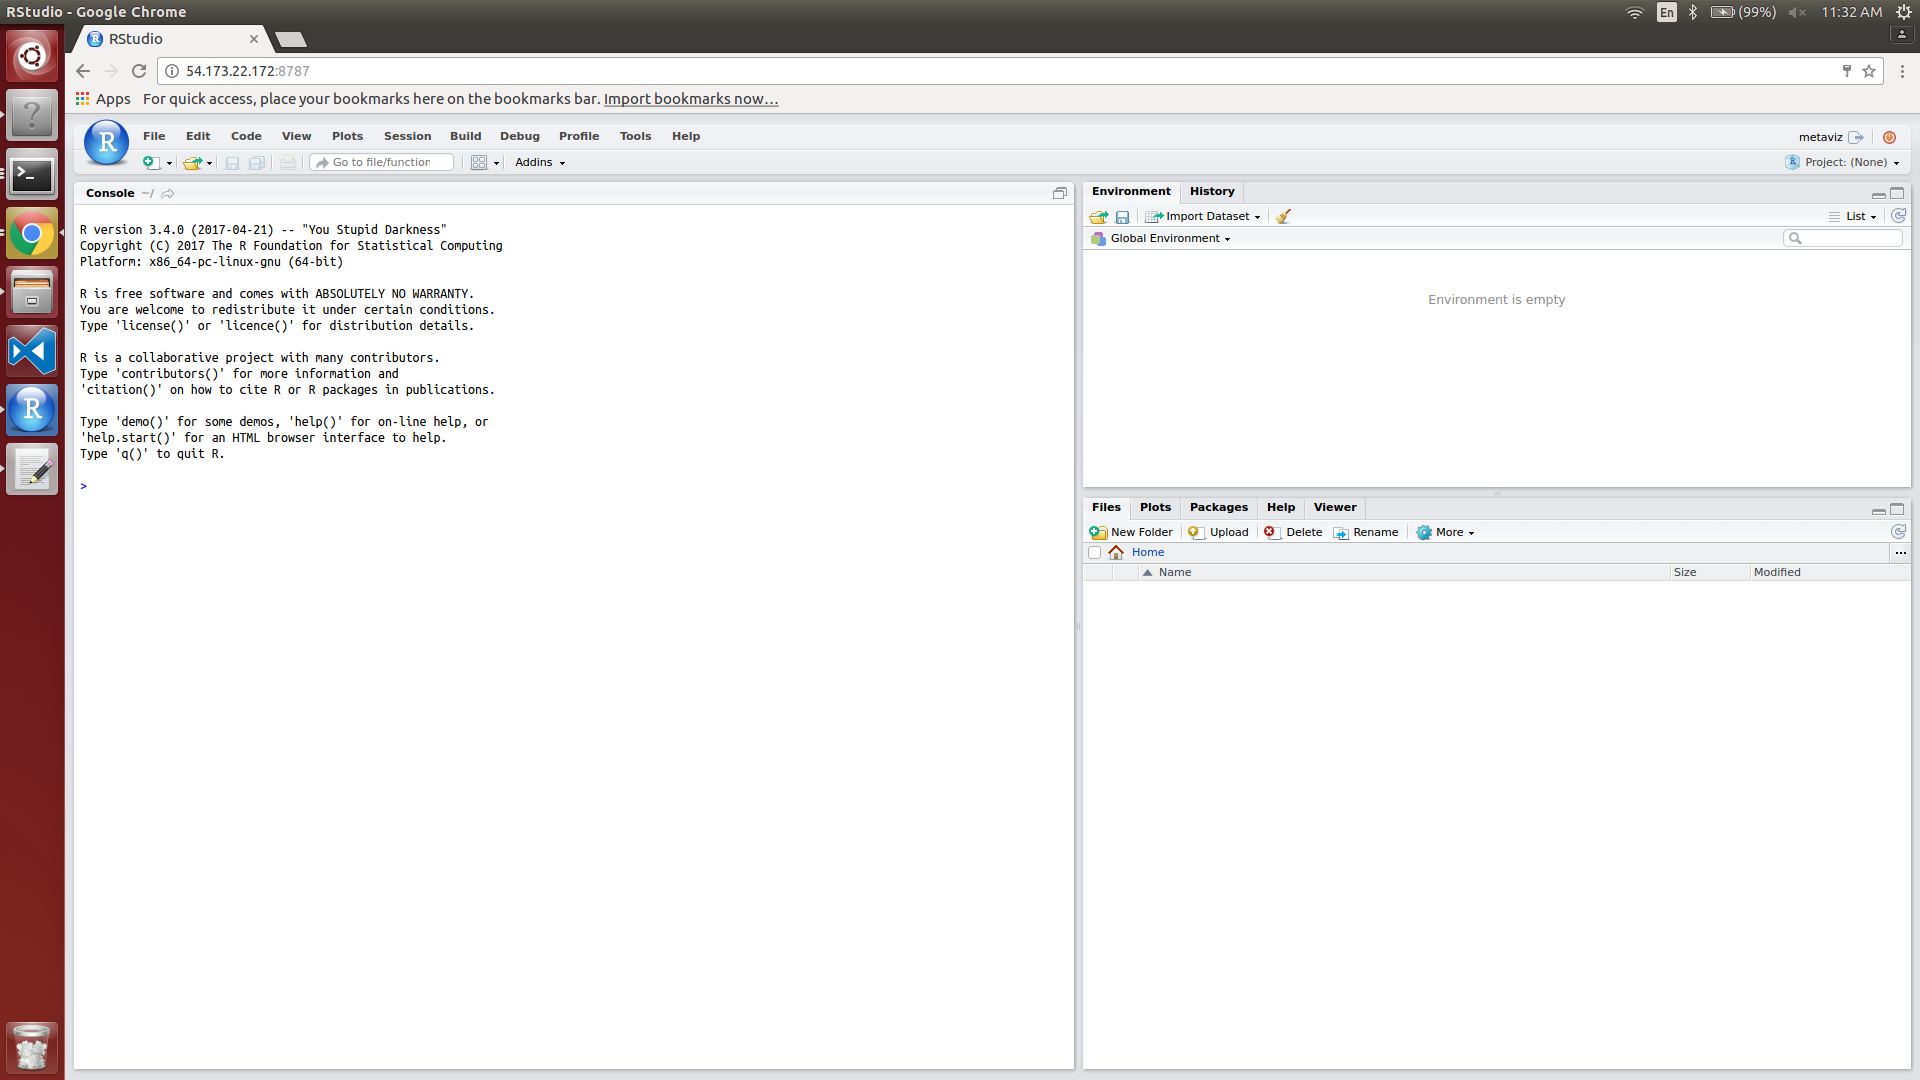 RStudio - Google Chrome
En
(99%)
11:32 AM
RStudio
54.173.22.172:8787
Apps For quick access, place your bookmarks here on the bookmarks bar. Import bookmarks now...
R
File Edit Code View Plots Session Build Debug Profile Tools Help
metaviz
Go to file/function
Addins
Project: (None)
Console ~/
R version 3.4.0 (2017-04-21) -- "You Stupid Darkness"
Copyright (C) 2017 The R Foundation for Statistical Computing
Platform: x86_64-pc-linux-gnu (64-bit)
R is free software and comes with ABSOLUTELY NO WARRANTY.
You are welcome to redistribute it under certain conditions.
Type 'license()' or 'licence()' for distribution details.
R is a collaborative project with many contributors.
Type 'contributors()' for more information and
'citation()' on how to cite R or R packages in publications.
Type 'demo()' for some demos, 'help()' for on-line help, or
'help.start()' for an HTML browser interface to help.
Type 'q()' to quit R.
>
Environment History
Import Dataset
List
Global Environment
Environment is empty
Files Plots Packages Help Viewer
New Folder Upload Delete Rename More
Home
...
Name Size Modified